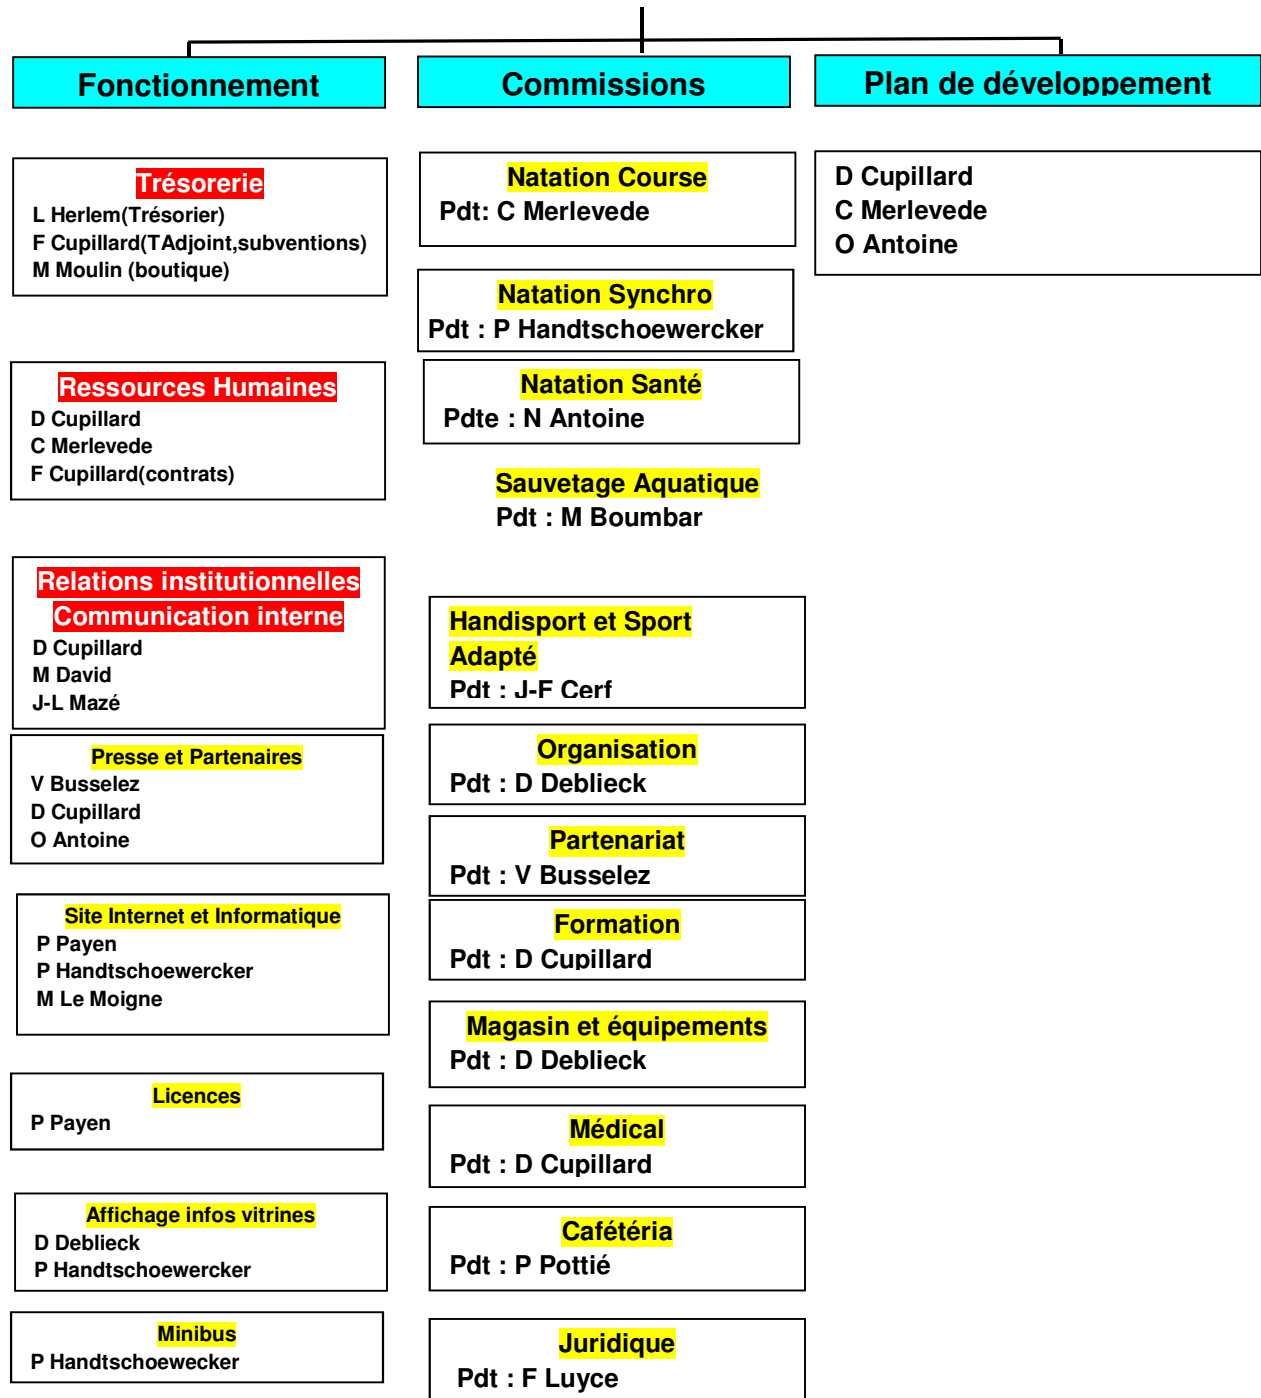 Fonctionnement
Trésorerie
L Herlem(Trésorier)
F Cupillard(TAdjoint,subventions)
M Moulin (boutique)
Ressources Humaines
D Cupillard
C Merlevede
F Cupillard(contrats)
Relations institutionnelles
Communication interne
D Cupillard
M David
J-L Mazé
Presse et Partenaires
V Busselez
D Cupillard
O Antoine
Site Internet et Informatique
P Payen
P Handtschoewercker
M Le Moigne
Licences
P Payen
Affichage infos vitrines
D Deblieck
P Handtschoewercker
Minibus
P Handtschoewecker
Commissions
Natation Course
Pdt: C Merlevede
Natation Synchro
Pdt : P Handtschoewercker
Natation Santé
Pdte : N Antoine
Sauvetage Aquatique
Pdt : M Boumbar
Handisport et Sport
Adapté
Pdt : J-F Cerf
Organisation
Pdt : D Deblieck
Partenariat
Pdt : V Busselez
Formation
Pdt : D Cupillard
Magasin et équipements
Pdt : D Deblieck
Médical
Pdt : D Cupillard
Cafétéria
Pdt : P Pottié
Juridique
Pdt : F Luyce
Plan de développement
D Cupillard
C Merlevede
O Antoine